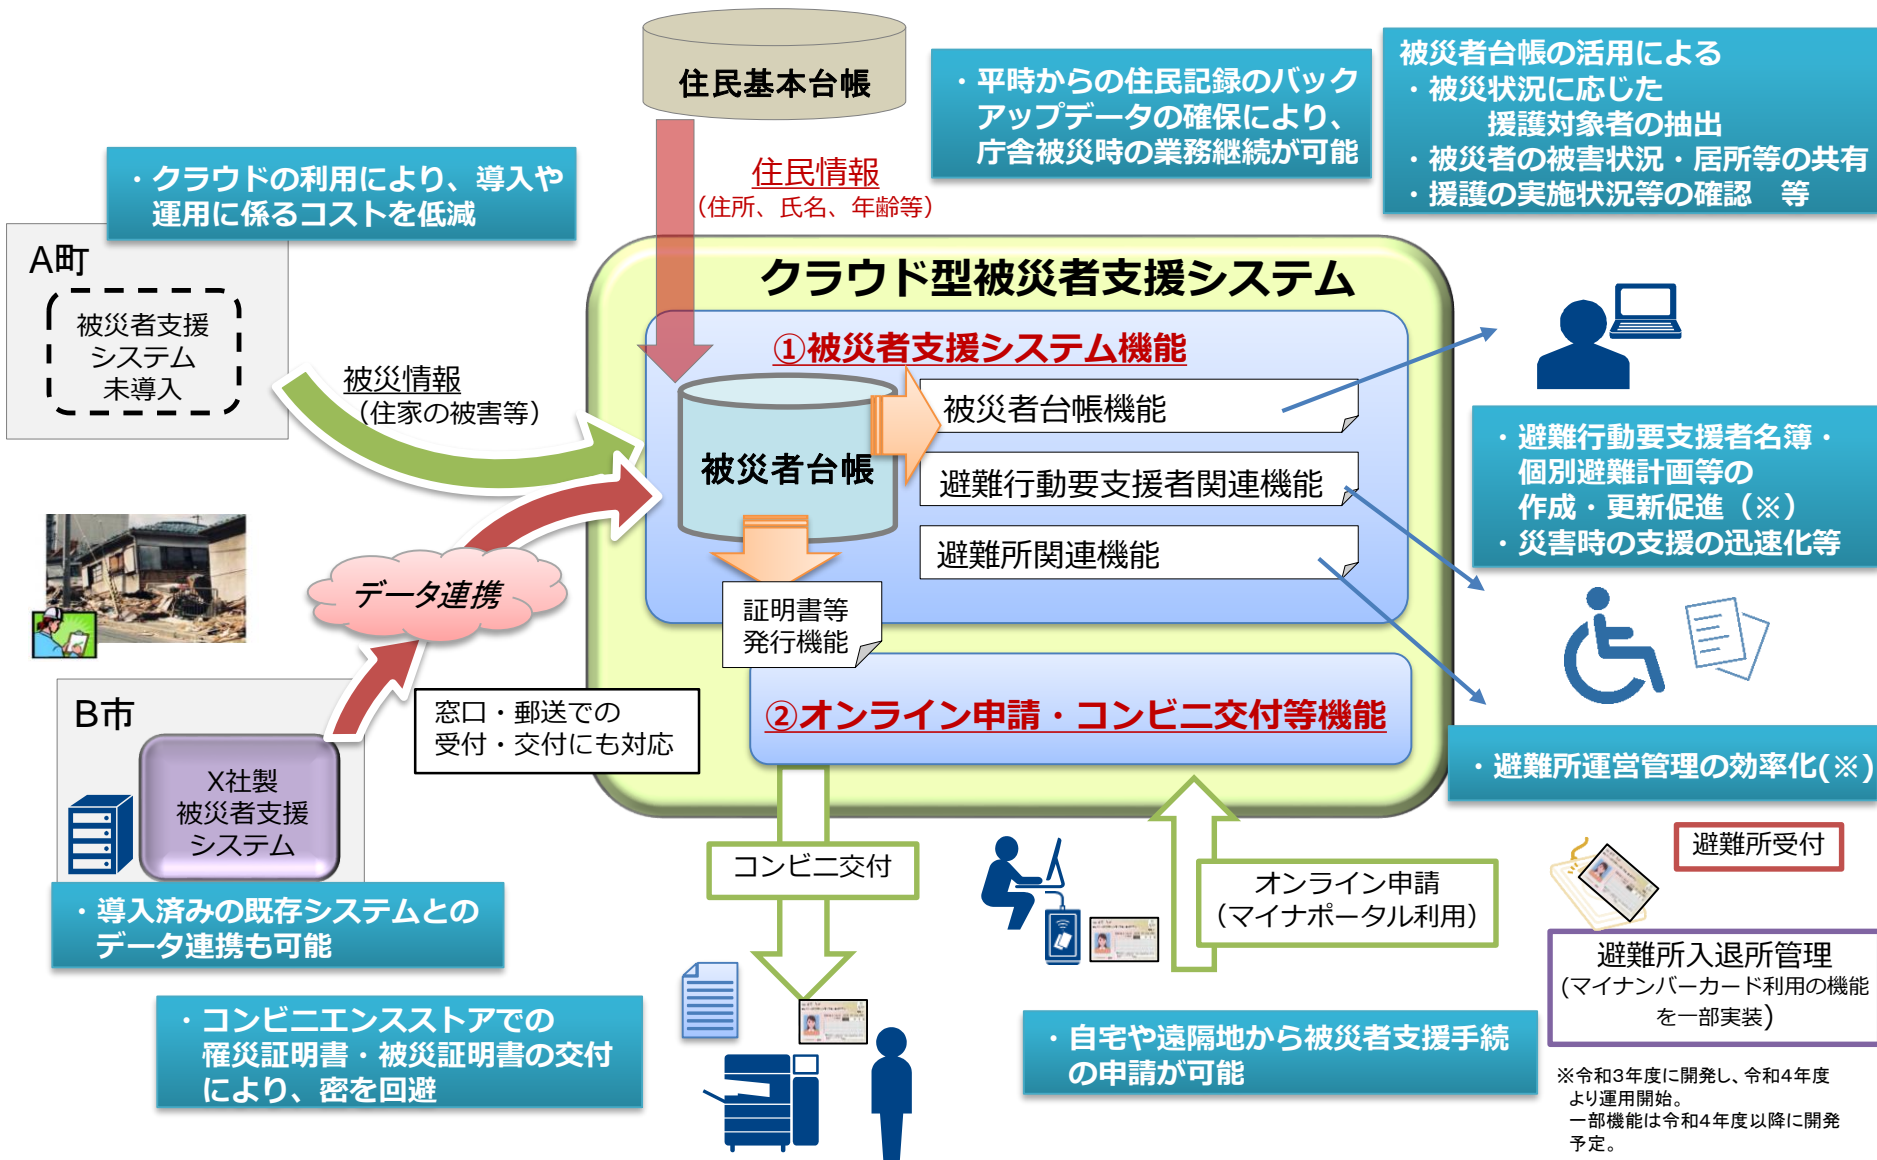 住民基本台帳
・平時からの住民記録のバック
アップデータの確保により、
庁舎被災時の業務継続が可能
被災者台帳の活用による
・被災状況に応じた
援護対象者の抽出
・被災者の被害状況・居所等の共有
・援護の実施状況等の確認　等
・クラウドの利用により、導入や
運用に係るコストを低減
住民情報
（住所、氏名、年齢等）
A町
被災者支援
システム
未導入
被災情報
（住家の被害等）
クラウド型被災者支援システム
①被災者支援システム機能
被災者台帳
被災者台帳機能
避難行動要支援者関連機能
避難所関連機能
証明書等
発行機能
・避難行動要支援者名簿・
個別避難計画等の
作成・更新促進（※）
・災害時の支援の迅速化等
データ連携
B市
X社製
被災者支援
システム
窓口・郵送での
受付・交付にも対応
②オンライン申請・コンビニ交付等機能
・避難所運営管理の効率化(※)
コンビニ交付
オンライン申請
（マイナポータル利用）
避難所受付
・導入済みの既存システムとの
データ連携も可能
避難所入退所管理
(マイナンバーカード利用の機能
を一部実装)
・コンビニエンスストアでの
罹災証明書・被災証明書の交付
により、密を回避
・自宅や遠隔地から被災者支援手続
の申請が可能
※令和3年度に開発し、令和4年度
より運用開始。
一部機能は令和4年度以降に開発
予定。